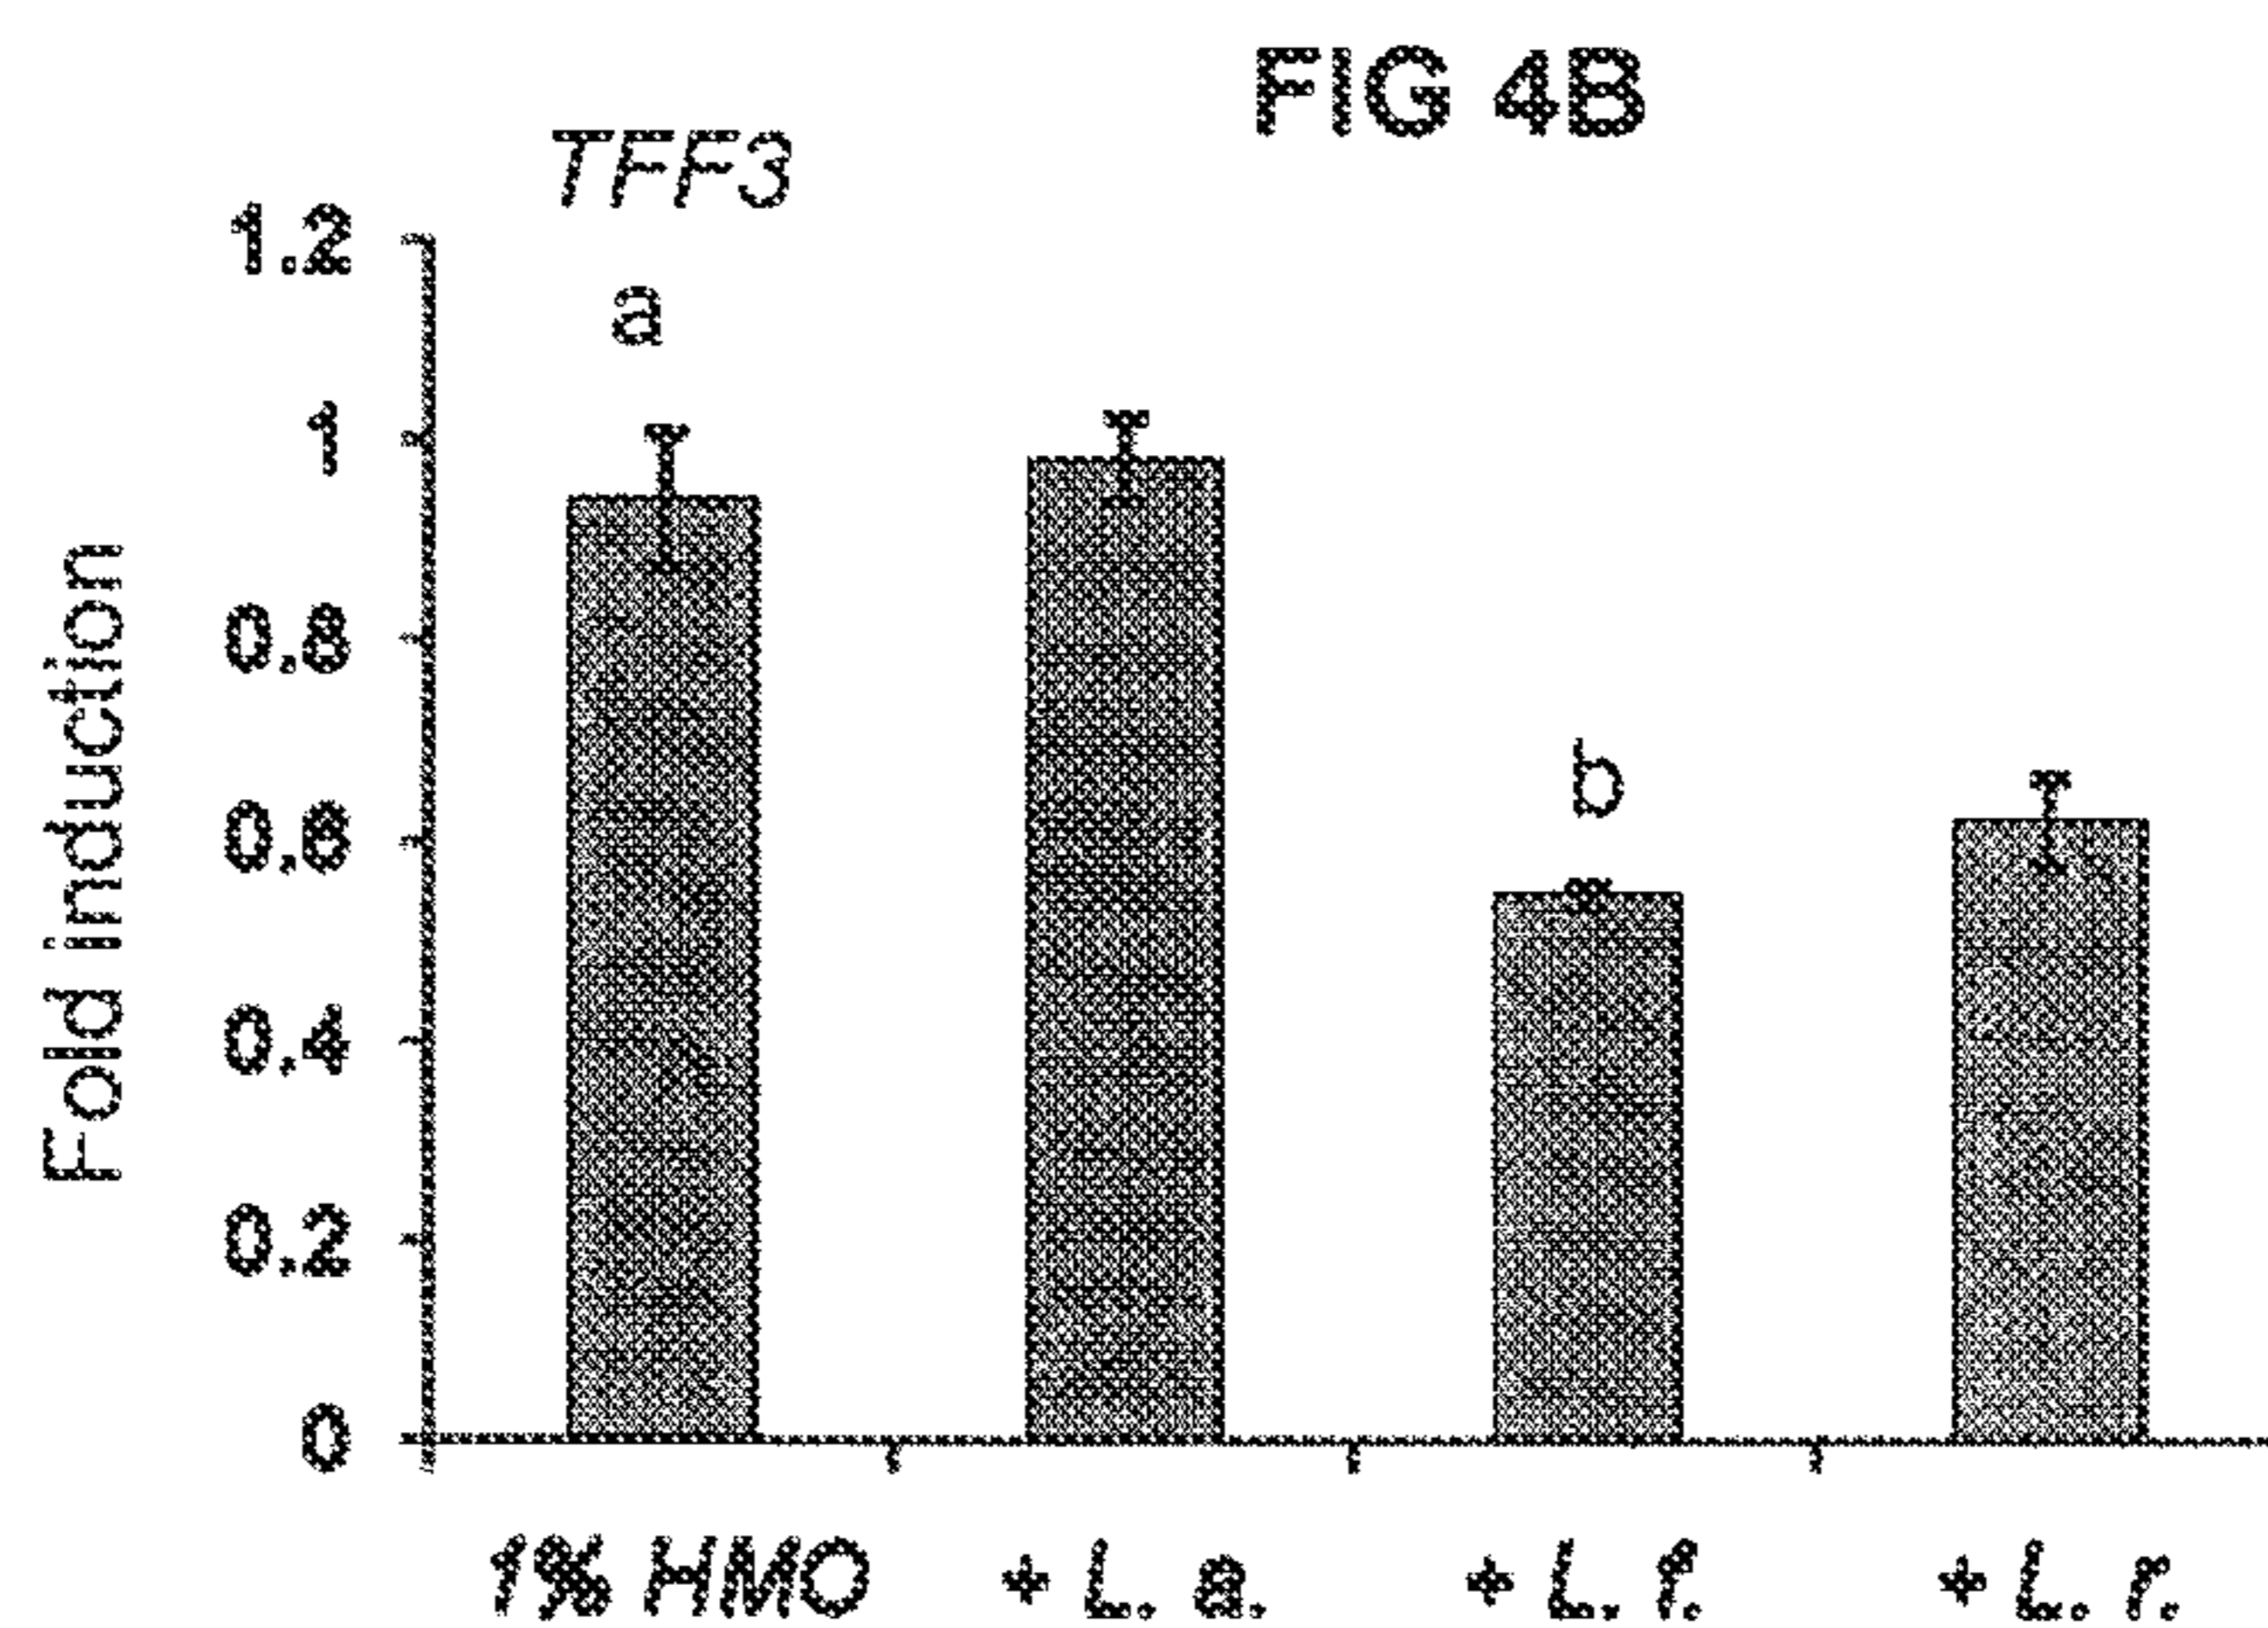 FIG 4B
TFF3
Fold induction
1.2
1
0.8
0.6
0.4
0.2
0
a
b
1% HMO
+ L. a.
+ L. f.
+ L. r.